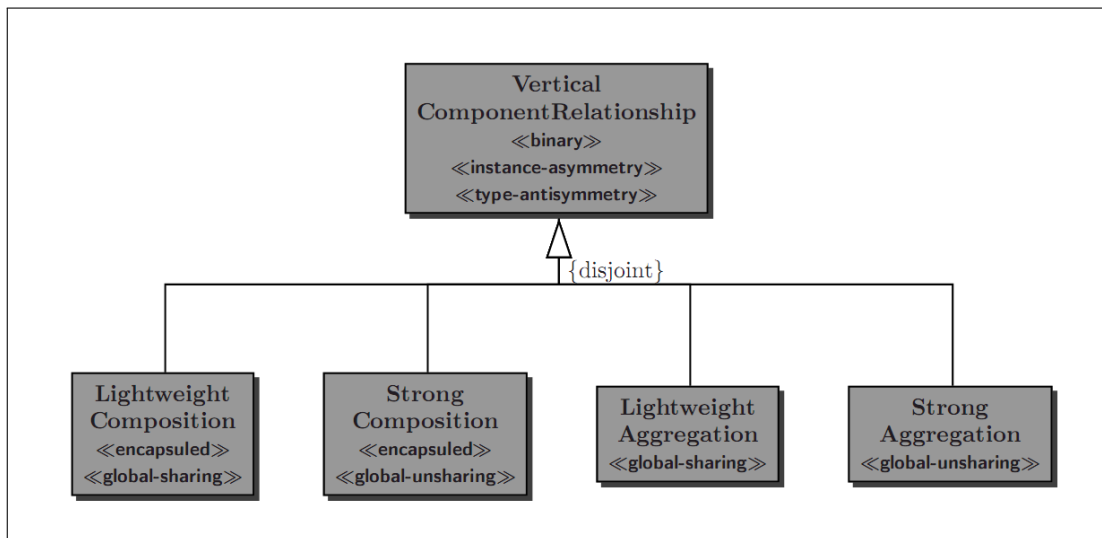 Vertical
ComponentRelationship
≪binary≫
≪instance-asymmetry≫
≪type-antisymmetry≫
{disjoint}
Lightweight
Composition
≪encapsuled≫
≪global-sharing≫
Strong
Composition
≪encapsuled≫
≪global-unsharing≫
Lightweight
Aggregation
≪global-sharing≫
Strong
Aggregation
≪global-unsharing≫